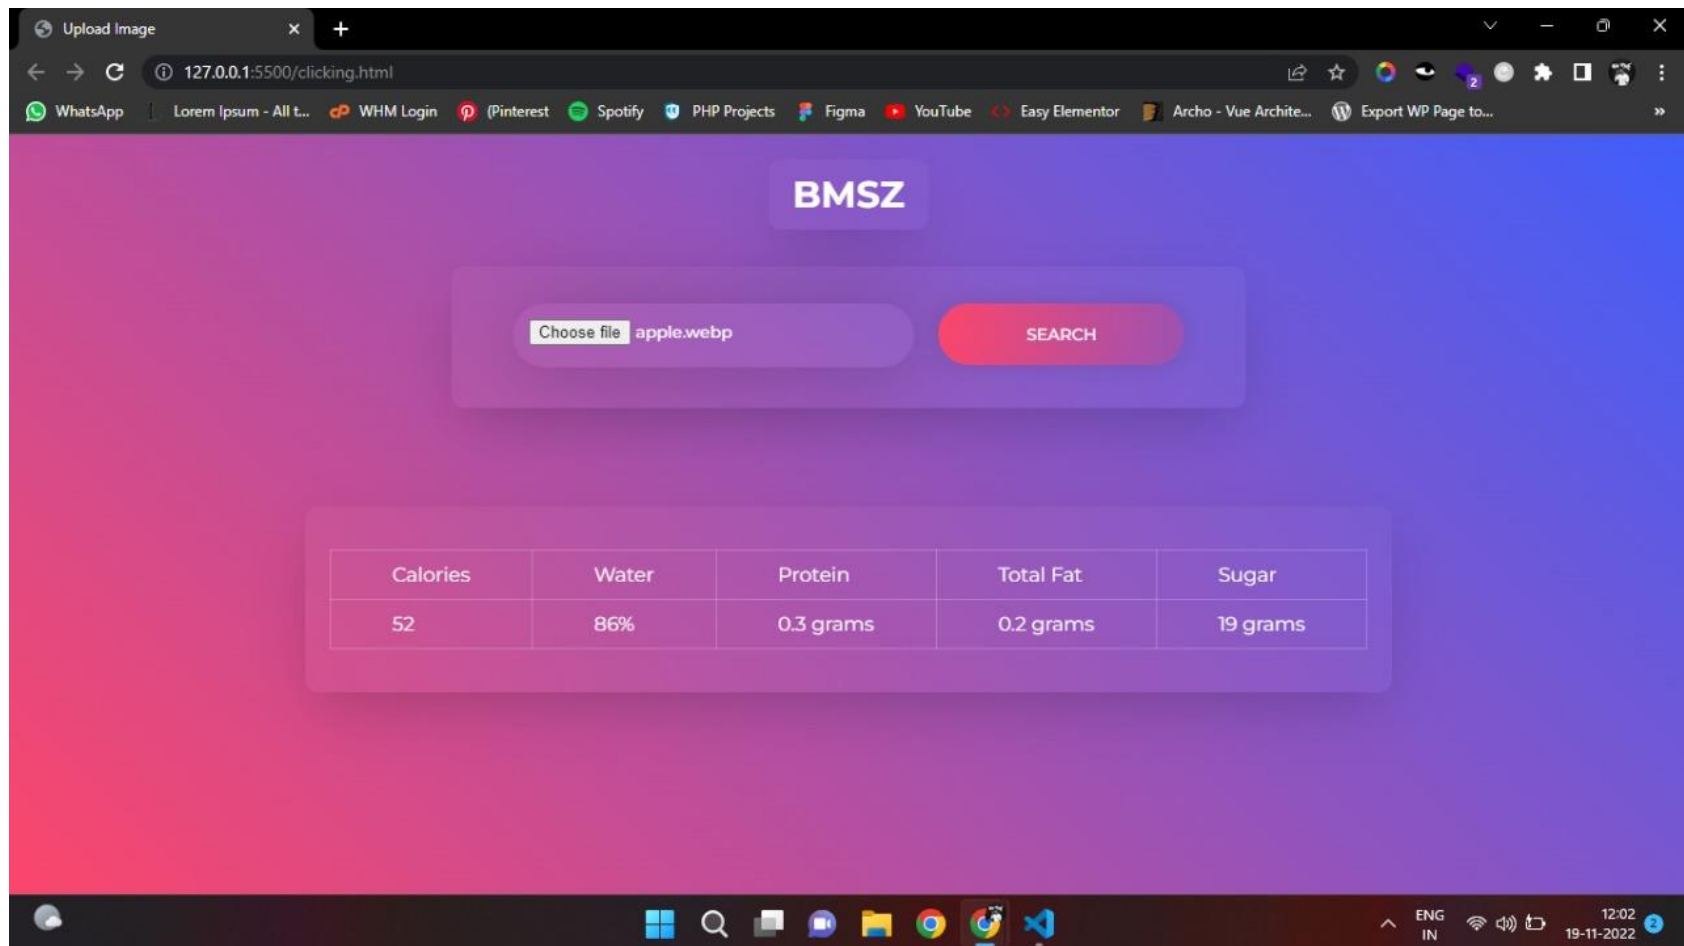 Upload Image
127.0.0.1:5500/clicking.html
2
WhatsApp Lorem Ipsum - All t... WHM Login (Pinterest Spotify PHP Projects Figma YouTube Easy Elementor Archo - Vue Archite... Export WP Page to... »
BMSZ
Choose file apple.webp SEARCH
Calories Water Protein Total Fat Sugar
52 86% 0.3 grams 0.2 grams 19 grams
ENG 12:02
IN 19-11-2022 2